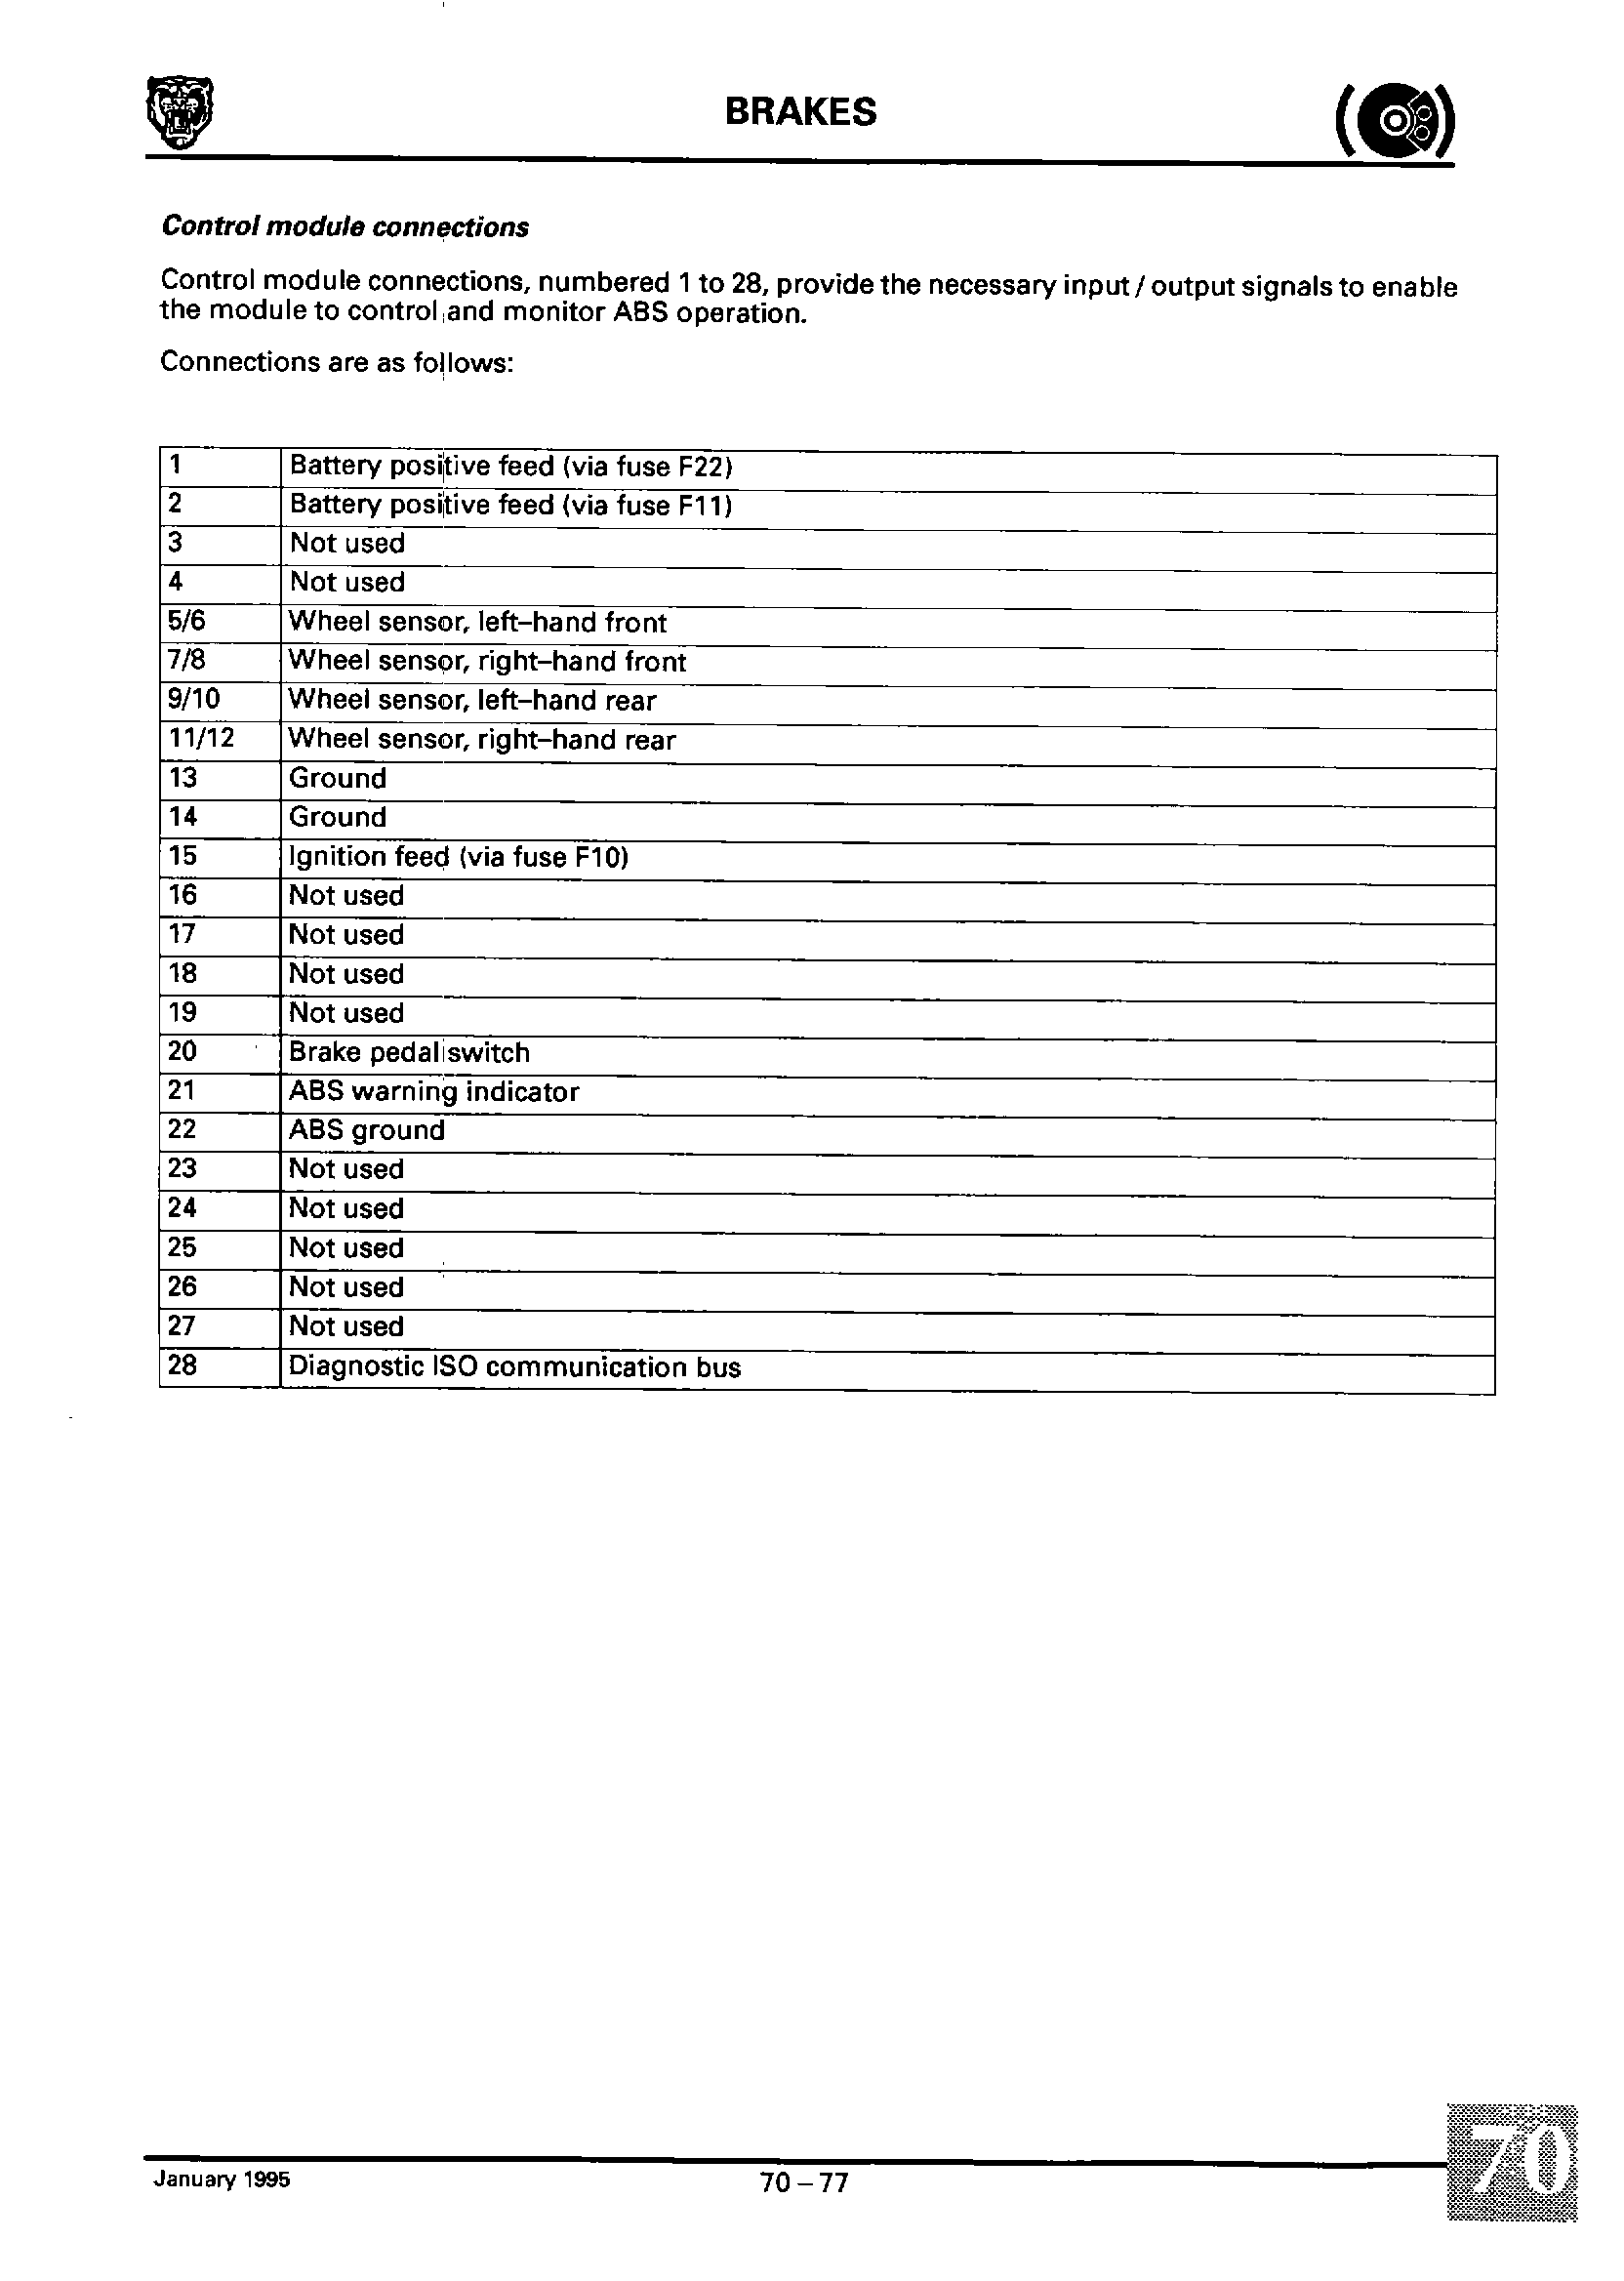 BRAKES
Control module connections
Control module connections, numbered 1 to 28, provide the necessary input / output signals to enable
the module to control and monitor ABS operation.
Connections are as follows:
1 Battery positive feed (via fuse F22)
2 Battery positive feed (via fuse F11)
3 Not used
4 Not used
5/6 Wheel sensor, left–hand front
7/8 Wheel sensor, right–hand front
9/10 Wheel sensor, left–hand rear
11/12 Wheel sensor, right–hand rear
13 Ground
14 Ground
15 Ignition feed (via fuse F10)
16 Not used
17 Not used
18 Not used
19 Not used
20 Brake pedal switch
21 ABS warning indicator
22 ABS ground
23 Not used
24 Not used
25 Not used
26 Not used
27 Not used
28 Diagnostic ISO communication bus
January 1995
70 – 77
70